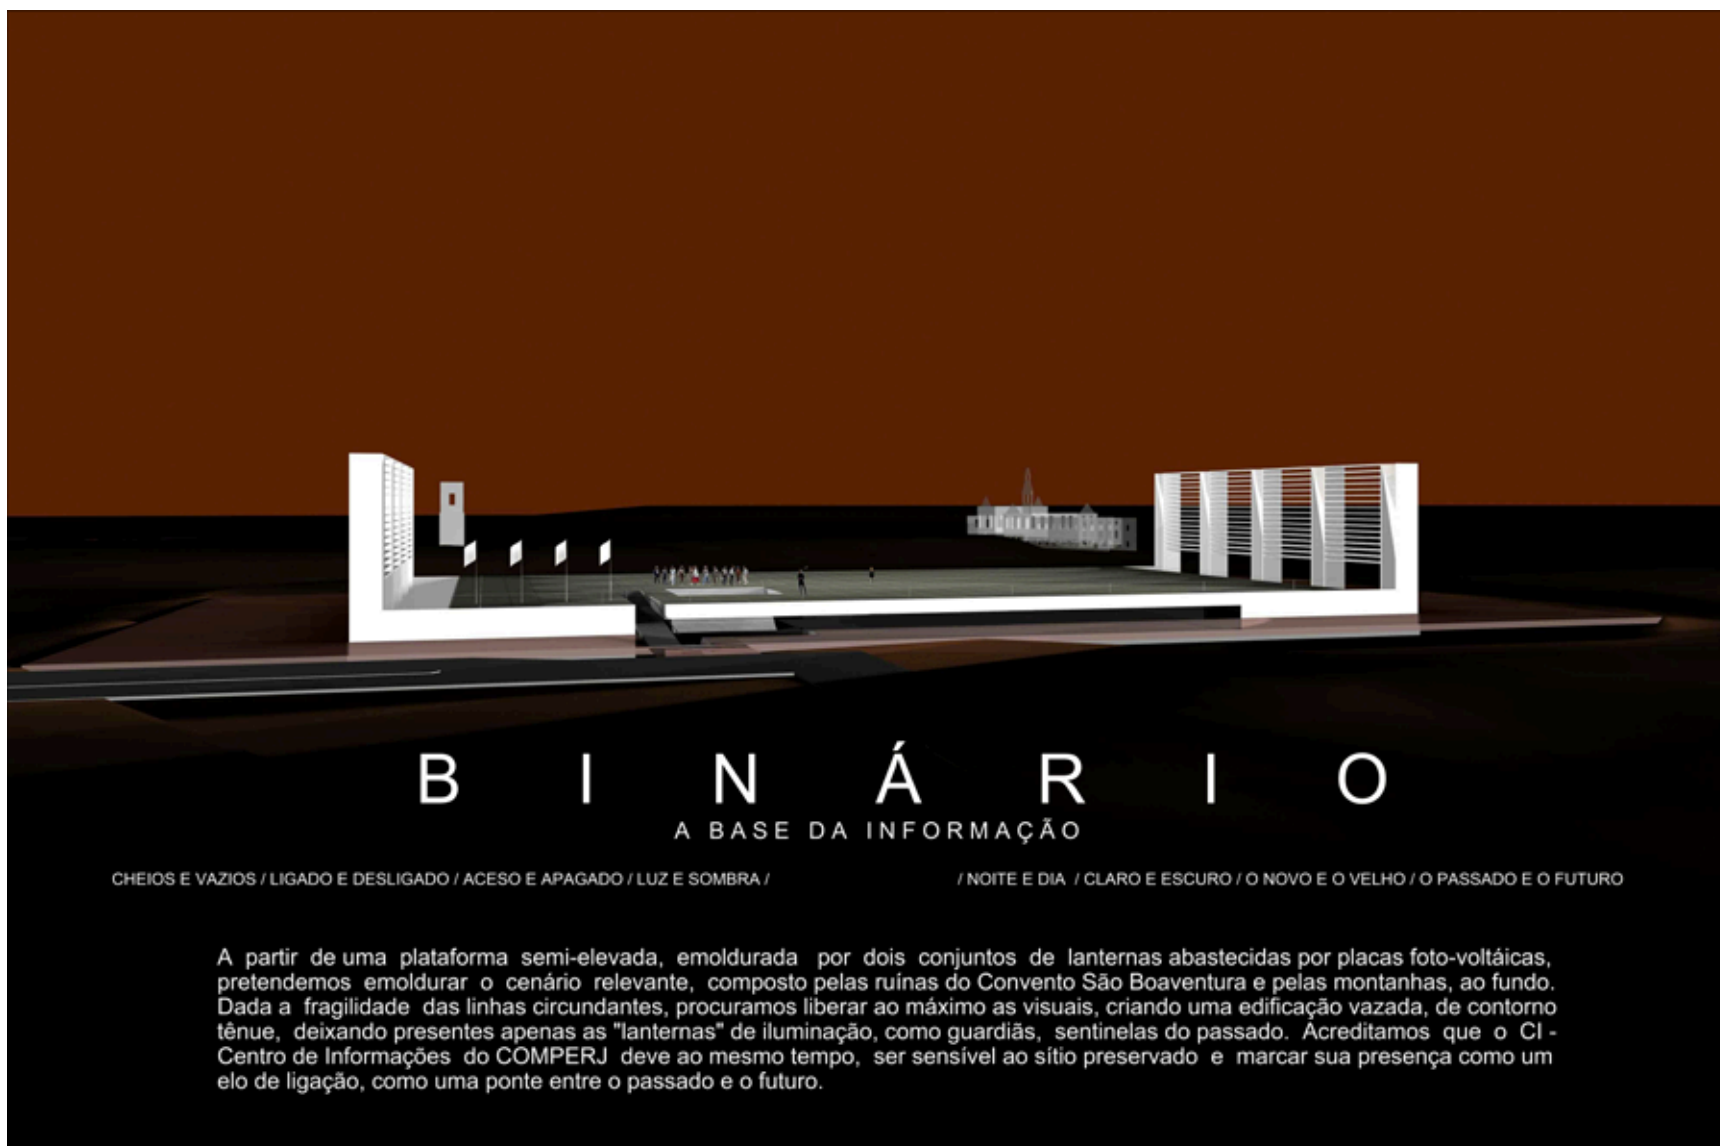 BINÁRIO
A BASE DA INFORMAÇÃO
CHEIOS E VAZIOS / LIGADO E DESLIGADO / ACESO E APAGADO / LUZ E SOMBRA / / NOITE E DIA / CLARO E ESCURO / O NOVO E O VELHO / O PASSADO E O FUTURO
A partir de uma plataforma semi-elevada, emoldurada por dois conjuntos de lanternas abastecidas por placas foto-voltáicas,
pretendemos emoldurar o cenário relevante, composto pelas ruínas do Convento São Boaventura e pelas montanhas, ao fundo.
Dada a fragilidade das linhas circundantes, procuramos liberar ao máximo as visuais, criando uma edificação vazada, de contorno
tênue, deixando presentes apenas as "lanternas" de iluminação, como guardiãs, sentinelas do passado. Acreditamos que o CI -
Centro de Informações do COMPERJ deve ao mesmo tempo, ser sensível ao sítio preservado e marcar sua presença como um
elo de ligação, como uma ponte entre o passado e o futuro.